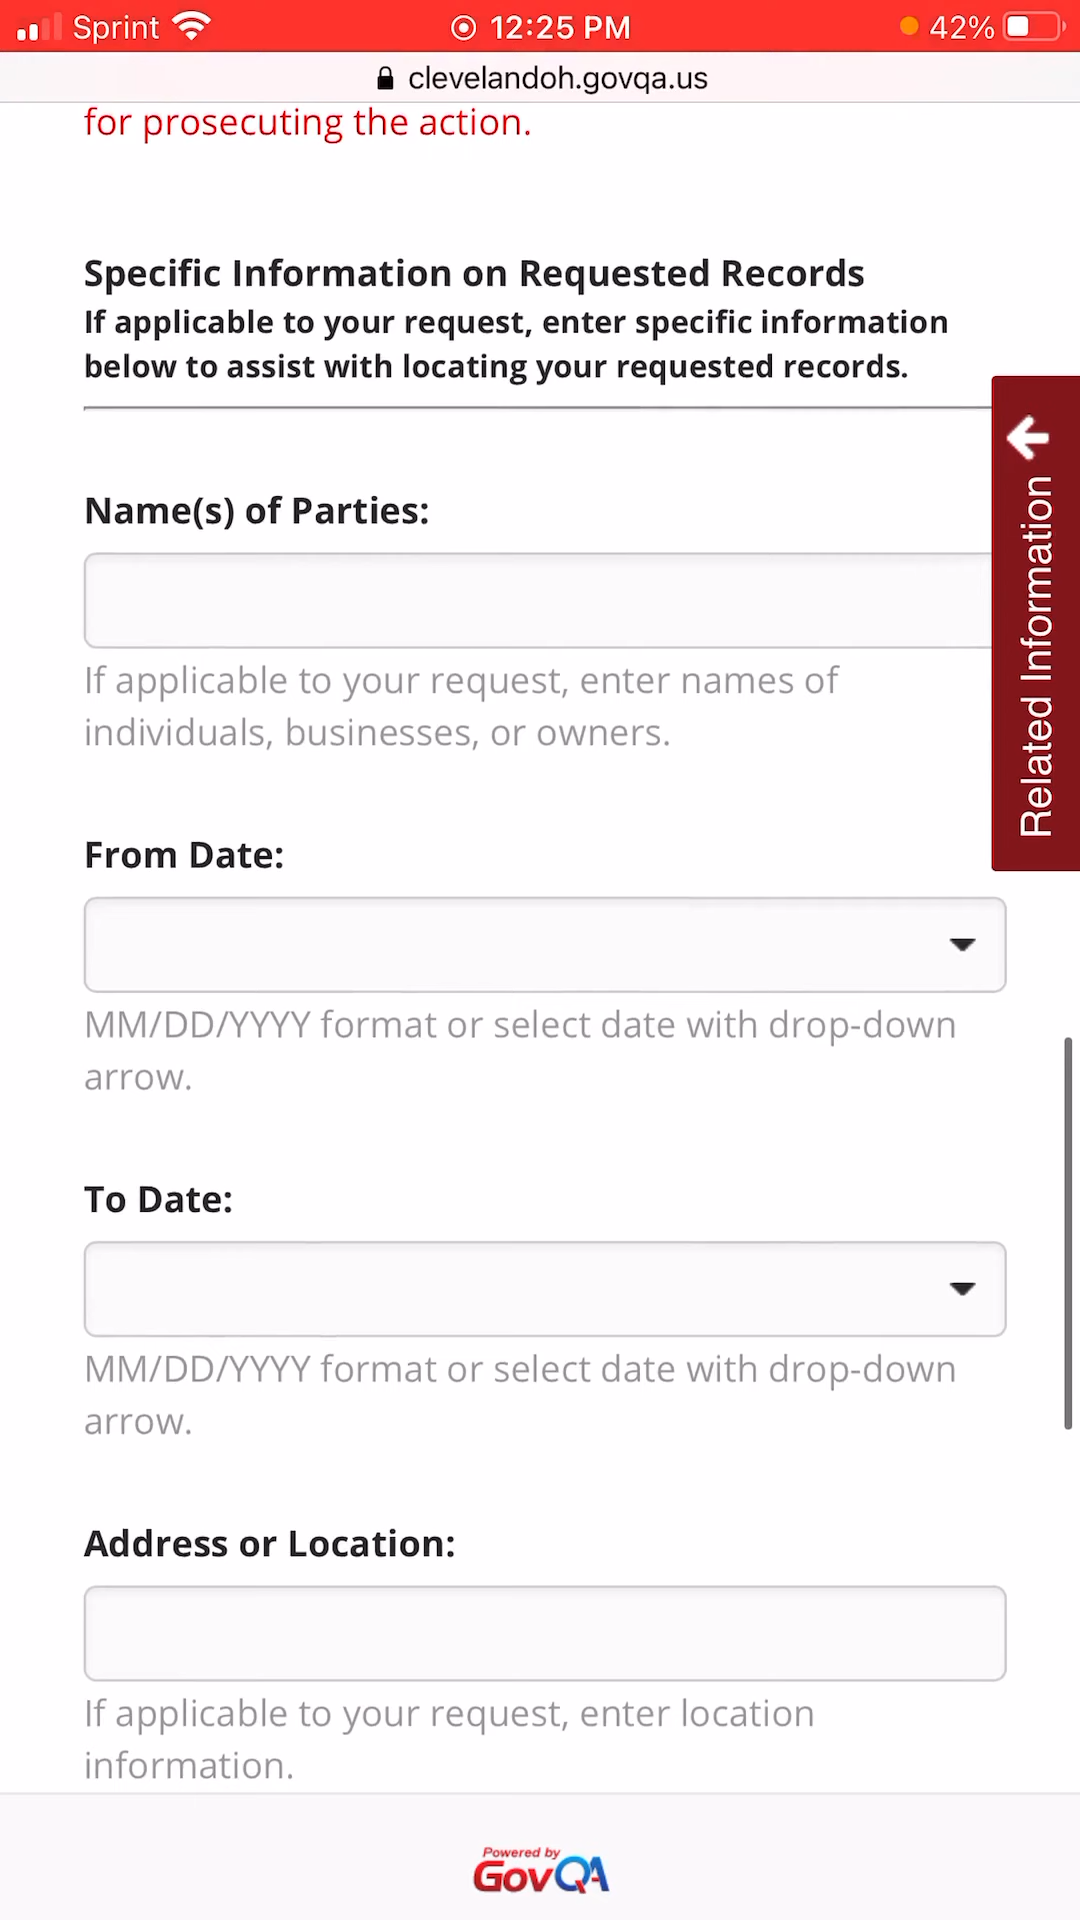 Sprint 12:25 PM 42%
clevelandoh.govqa.us
for prosecuting the action.
Specific Information on Requested Records
If applicable to your request, enter specific information
below to assist with locating your requested records.
Related Information
Name(s) of Parties:
If applicable to your request, enter names of
individuals, businesses, or owners.
From Date:
MM/DD/YYYY format or select date with drop-down
arrow.
To Date:
MM/DD/YYYY format or select date with drop-down
arrow.
Address or Location:
If applicable to your request, enter location
information.
Powered by
GovQA